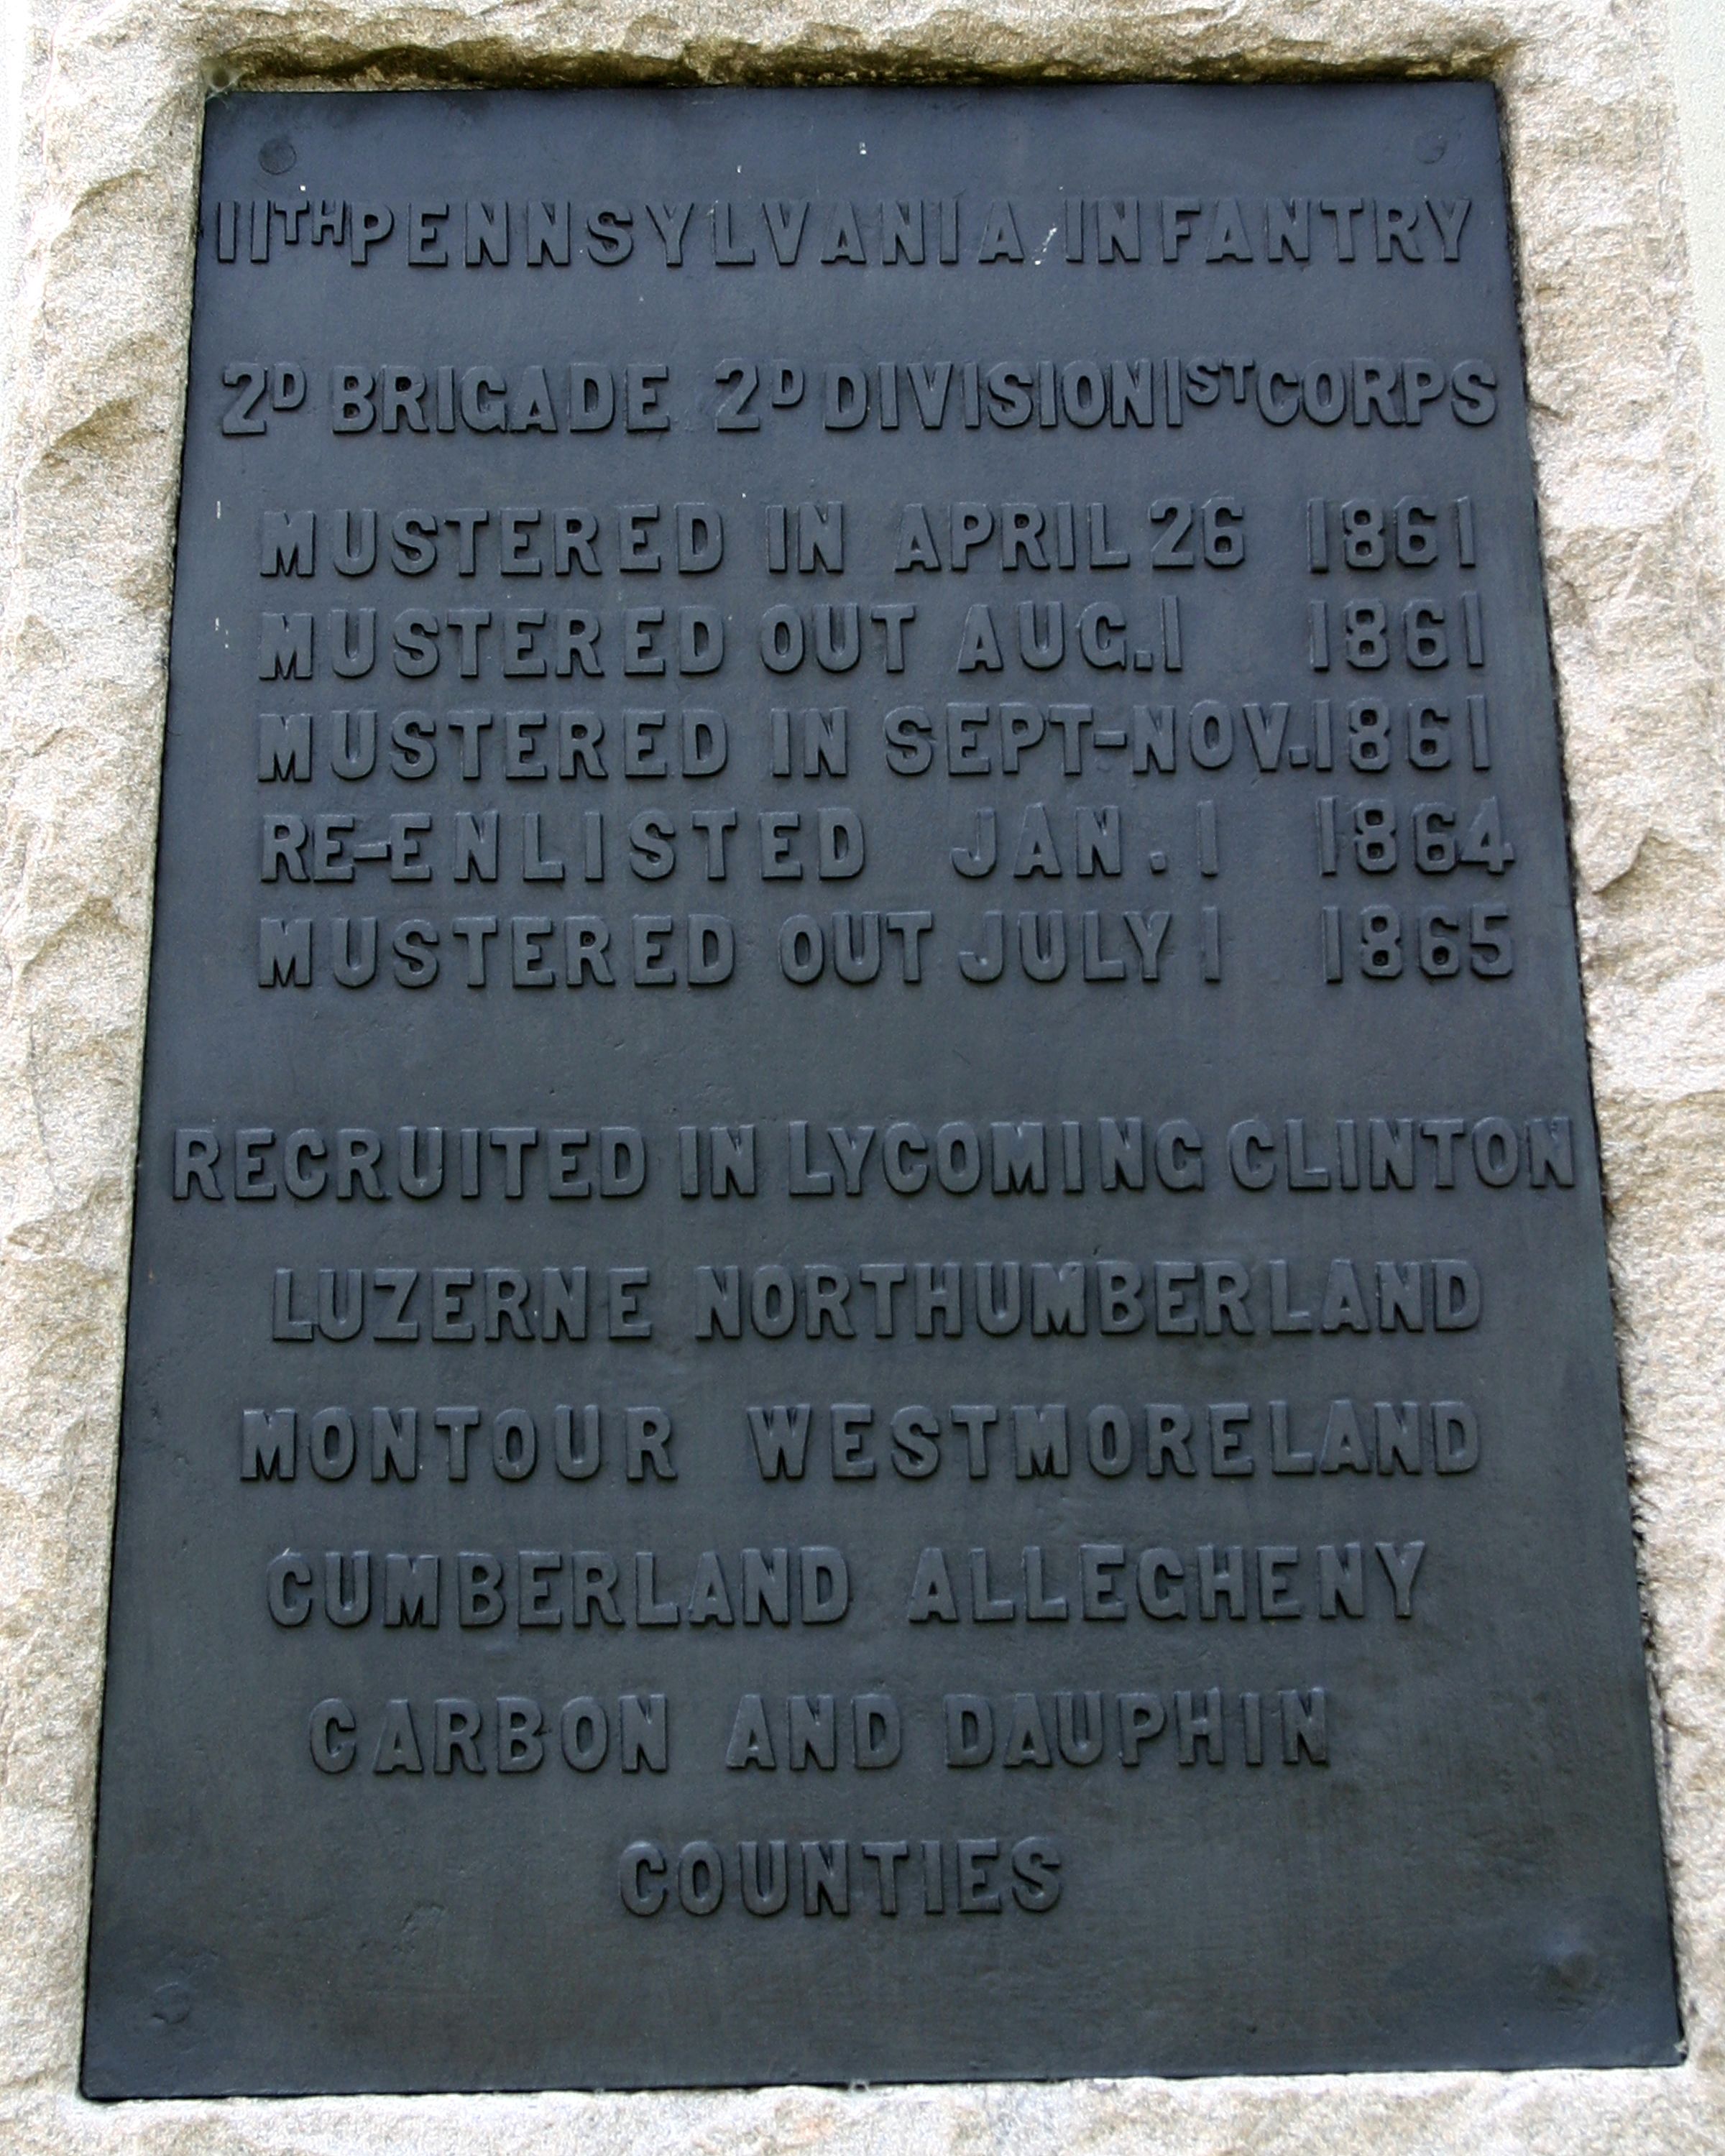 11TH PENNSYLVANIA INFANTRY
2D BRIGADE 2D DIVISION 1ST CORPS
MUSTERED IN APRIL 26 1861
MUSTERED OUT AUG. 1 1861
MUSTERED IN SEPT-NOV. 1861
RE-ENLISTED JAN. 1 1864
MUSTERED OUT JULY 1 1865
RECRUITED IN LYCOMING CLINTON
LUZERNE NORTHUMBERLAND
MONTOUR WESTMORELAND
CUMBERLAND ALLEGHENY
CARBON AND DAUPHIN
COUNTIES